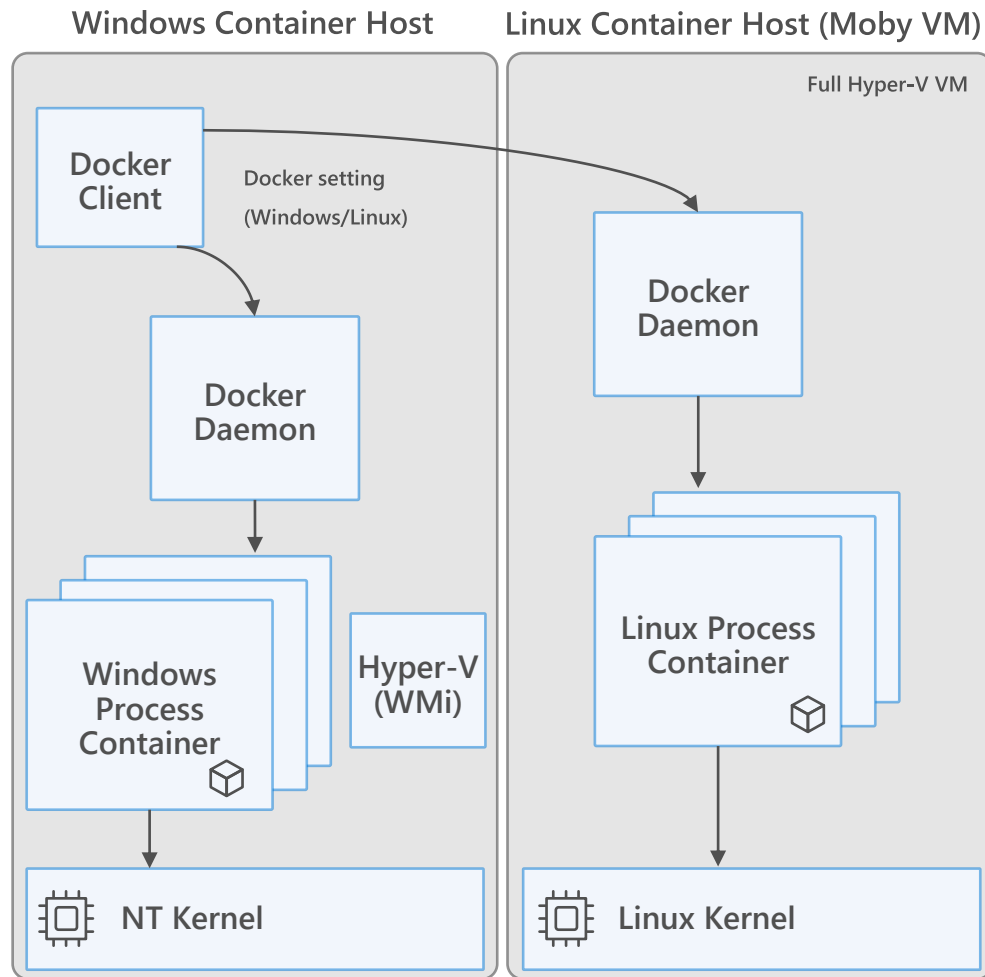 Windows Container Host
Linux Container Host (Moby VM)
Full Hyper-V VM
Docker
Client
Docker setting
(Windows/Linux)
Docker
Daemon
Docker
Daemon
Windows
Process
Container
Hyper-V
(WMi)
Linux Process
Container
NT Kernel
Linux Kernel